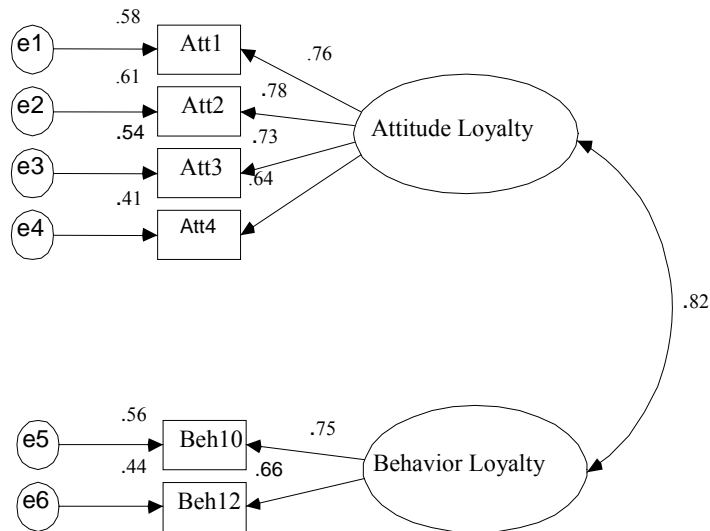 .58
e1
Att1
.76
.61
e2
Att2
.78
Attitude Loyalty
.54
.73
e3
Att3
.64
.41
e4
Att4
.82
.56
e5
Beh10
.75
.44
.66
Behavior Loyalty
e6
Beh12